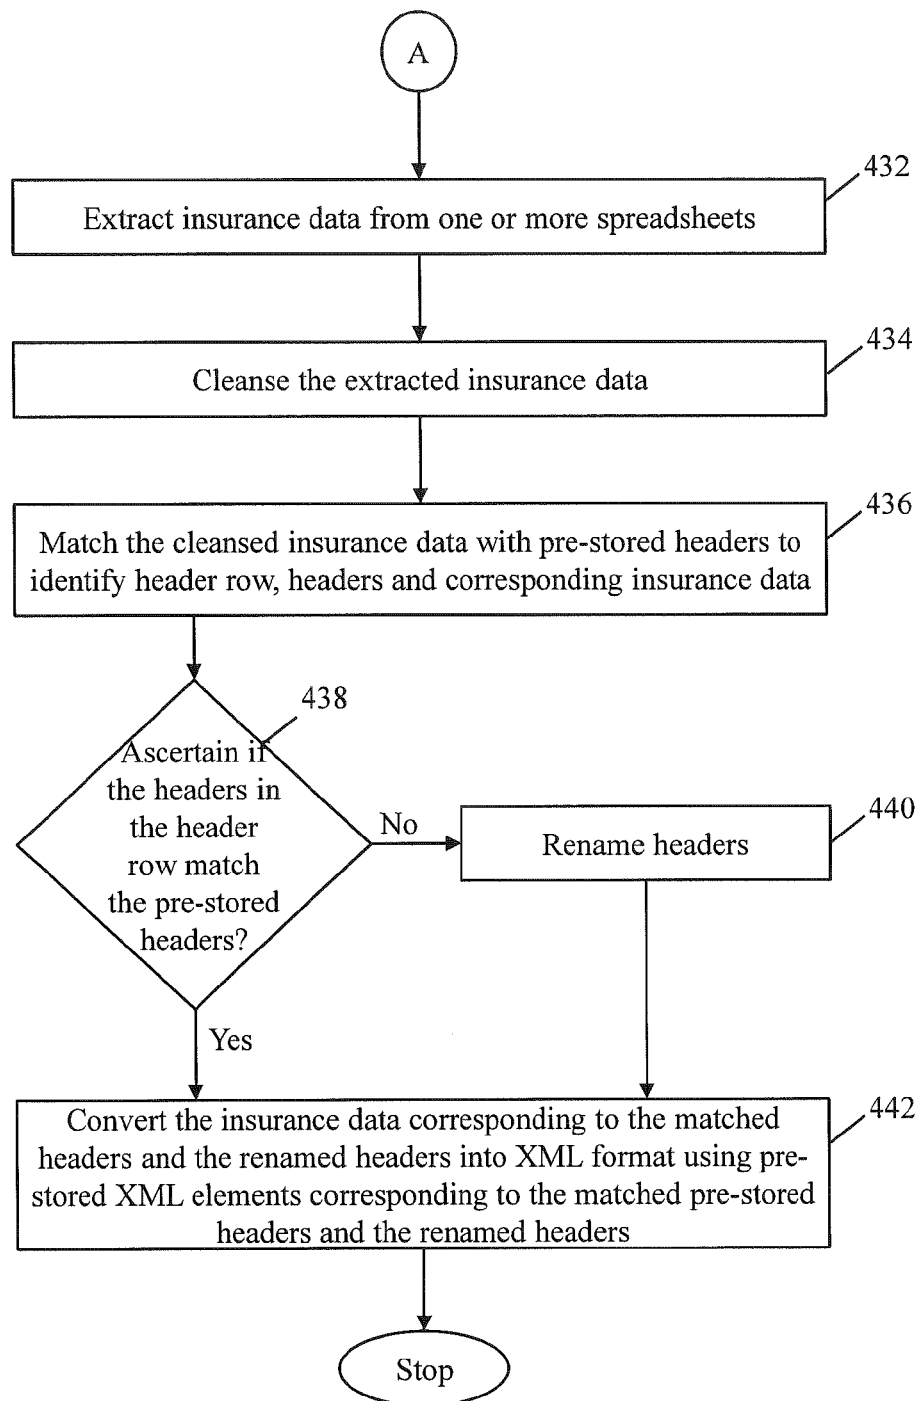 A
432
Extract insurance data from one or more spreadsheets
434
Cleanse the extracted insurance data
436
Match the cleansed insurance data with pre-stored headers to
identify header row, headers and corresponding insurance data
438
Ascertain if
the headers in
the header
row match
the pre-stored
headers?
No
440
Rename headers
Yes
442
Convert the insurance data corresponding to the matched
headers and the renamed headers into XML format using pre-
stored XML elements corresponding to the matched pre-stored
headers and the renamed headers
Stop